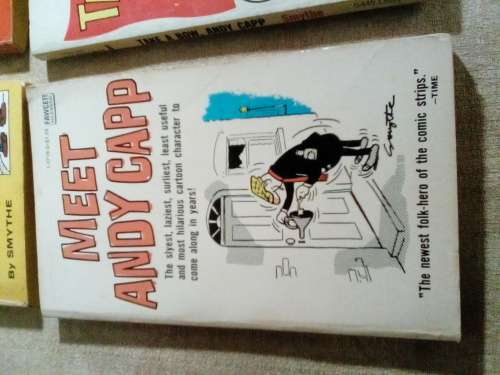 TAKE A BOW, ANDY CAPP
Smythe
By SMYTHE
FAWCETT
MEET
ANDY CAPP
The slyest, laziest, surliest, least useful
and most hilarious cartoon character to
come along in years!
Smythe
"The newest folk-hero of the comic strips."
—TIME